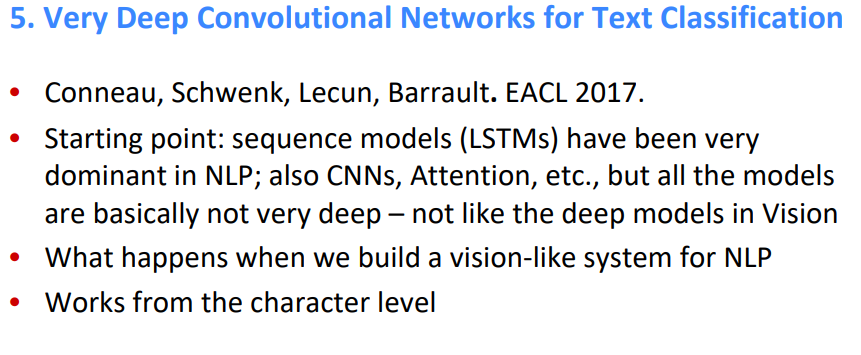 5. Very Deep Convolutional Networks for Text Classification
• Conneau, Schwenk, Lecun, Barrault. EACL 2017.
• Starting point: sequence models (LSTMs) have been very
dominant in NLP; also CNNs, Attention, etc., but all the models
are basically not very deep – not like the deep models in Vision
• What happens when we build a vision-like system for NLP
• Works from the character level